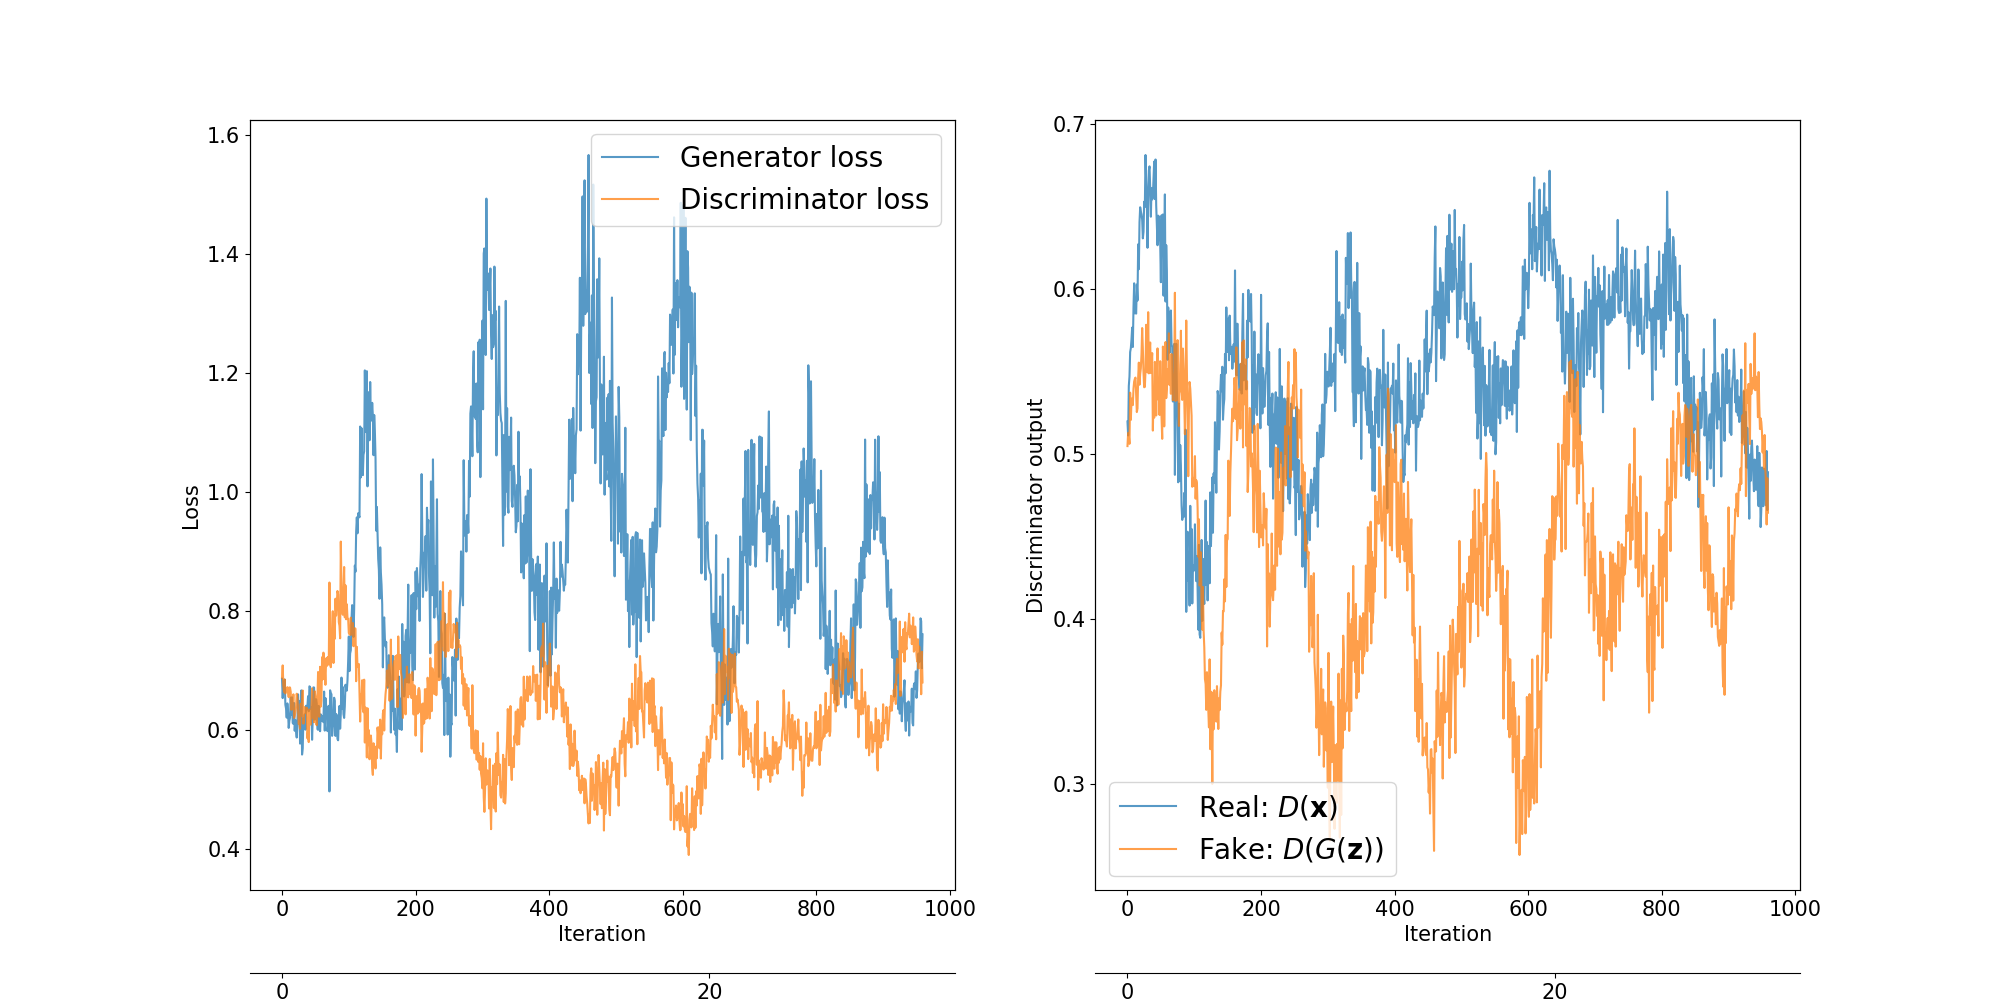 1.6
1.4
1.2
1.0
0.8
0.6
0.4
Loss
Generator loss
Discriminator loss
0 200 400 600 800 1000
Iteration
0 20
0.7
0.6
0.5
0.4
0.3
Discriminator output
Real: D(x)
Fake: D(G(z))
0 200 400 600 800 1000
Iteration
0 20